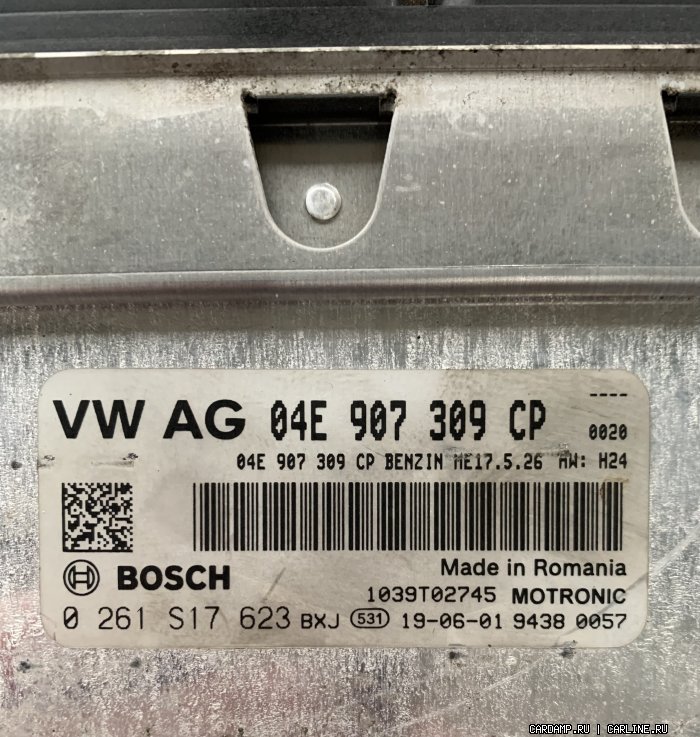 ----
VW AG 04E 907 309 CP 0020
04E 907 309 CP BENZIN ME17.5.26 HW: H24
Made in Romania
BOSCH
1039T02745 MOTRONIC
0 261 S17 623 BXJ 531 19-06-01 9438 0057
CARDAMP.RU | CARLINE.RU